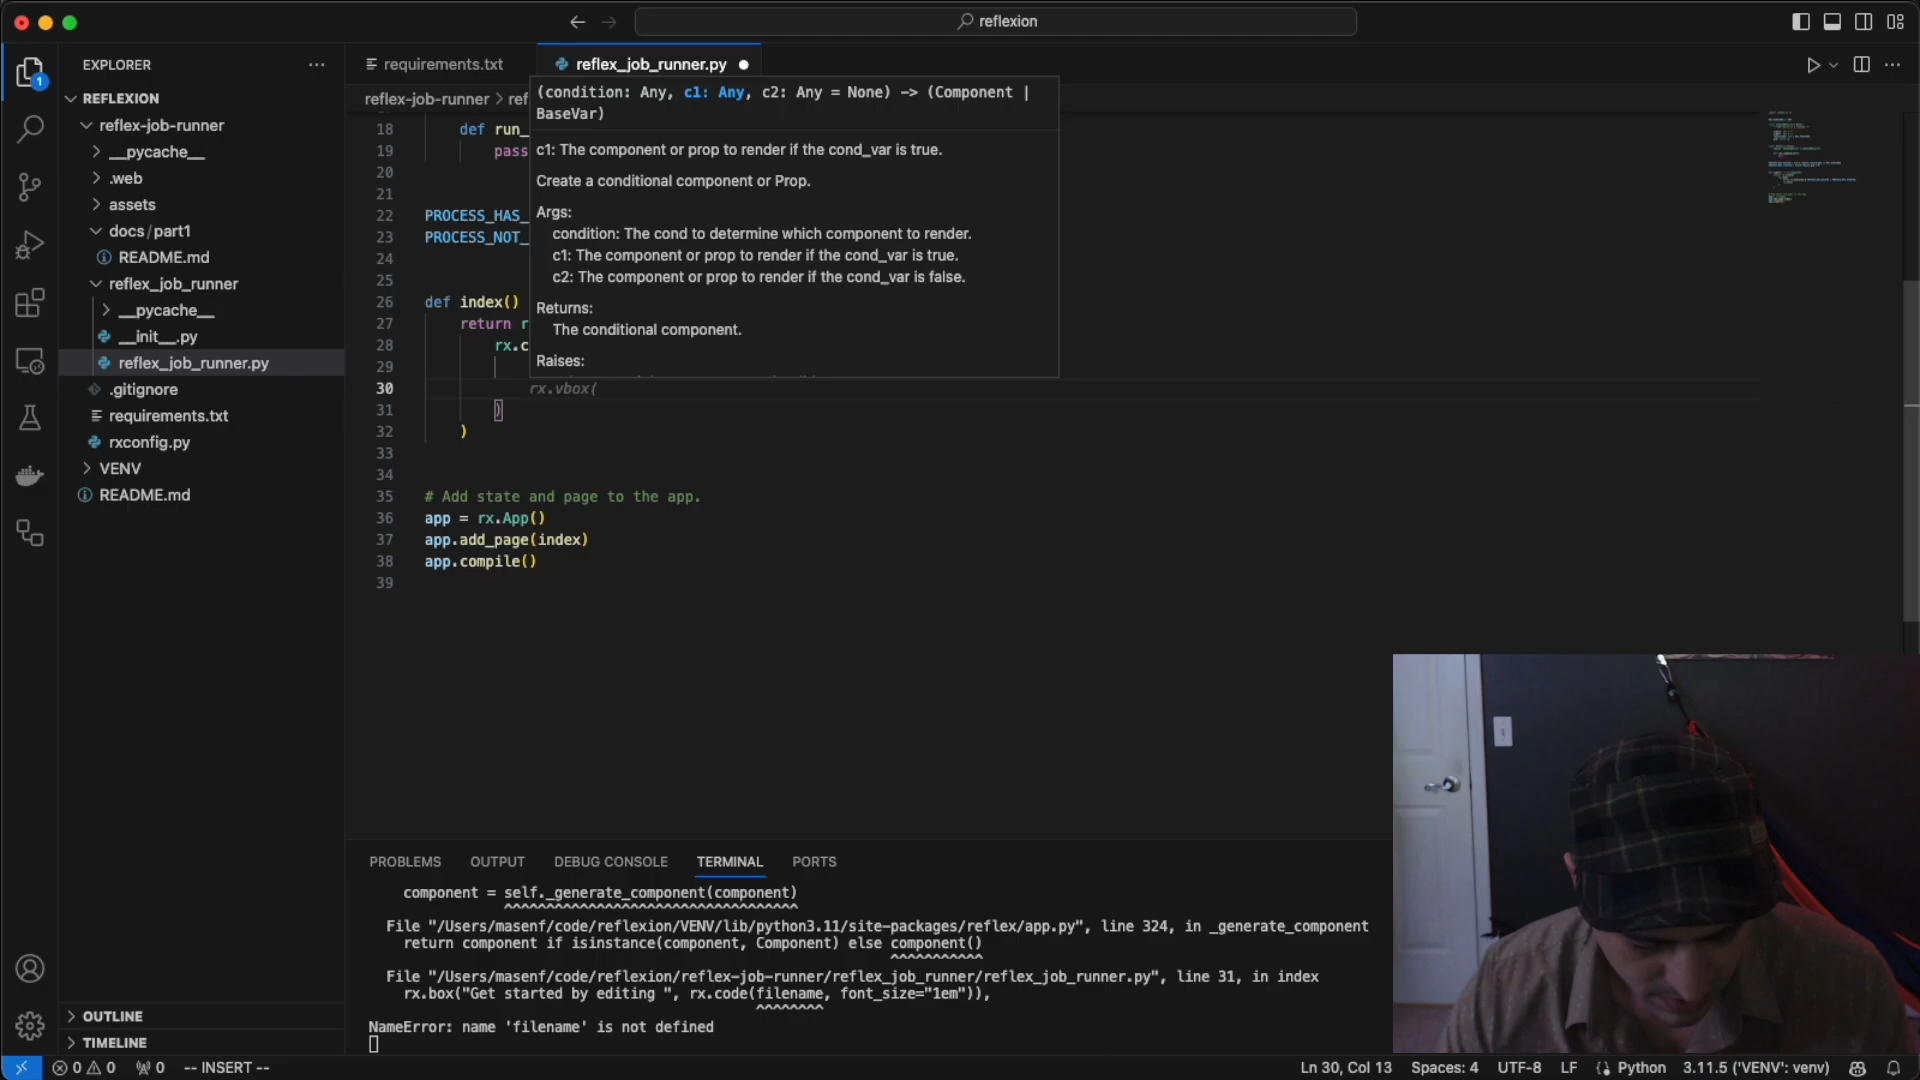 reflexion
EXPLORER
requirements.txt
reflex_job_runner.py
REFLEXION
reflex-job-runner
__pycache__
.web
assets
docs/part1
README.md
reflex_job_runner
__pycache__
__init__.py
reflex_job_runner.py
.gitignore
requirements.txt
rxconfig.py
VENV
README.md
OUTLINE
TIMELINE
1
reflex-job-runner > ref
(condition: Any, c1: Any, c2: Any = None) -> (Component |
BaseVar)
c1: The component or prop to render if the cond_var is true.
Create a conditional component or Prop.
Args:
condition: The cond to determine which component to render.
c1: The component or prop to render if the cond_var is true.
c2: The component or prop to render if the cond_var is false.
Returns:
The conditional component.
Raises:
18 def run_
19 pass
20
21
22 PROCESS_HAS_
23 PROCESS_NOT_
24
25
26 def index()
27 return r
28 rx.c
29
30 rx.vbox(
31 )
32 )
33
34
35 # Add state and page to the app.
36 app = rx.App()
37 app.add_page(index)
38 app.compile()
39
PROBLEMS OUTPUT DEBUG CONSOLE TERMINAL PORTS
component = self._generate_component(component)
^^^^^^^^^^^^^^^^^^^^^^^^^^^^^^^^^^^
File "/Users/masenf/code/reflexion/VENV/lib/python3.11/site-packages/reflex/app.py", line 324, in _generate_component
return component if isinstance(component, Component) else component()
^^^^^^^^^^^
File "/Users/masenf/code/reflexion/reflex-job-runner/reflex_job_runner/reflex_job_runner.py", line 31, in index
rx.box("Get started by editing ", rx.code(filename, font_size="1em")),
^^^^^^^^
NameError: name 'filename' is not defined
0 0 0 -- INSERT -- Ln 30, Col 13 Spaces: 4 UTF-8 LF Python 3.11.5 ('VENV': venv)